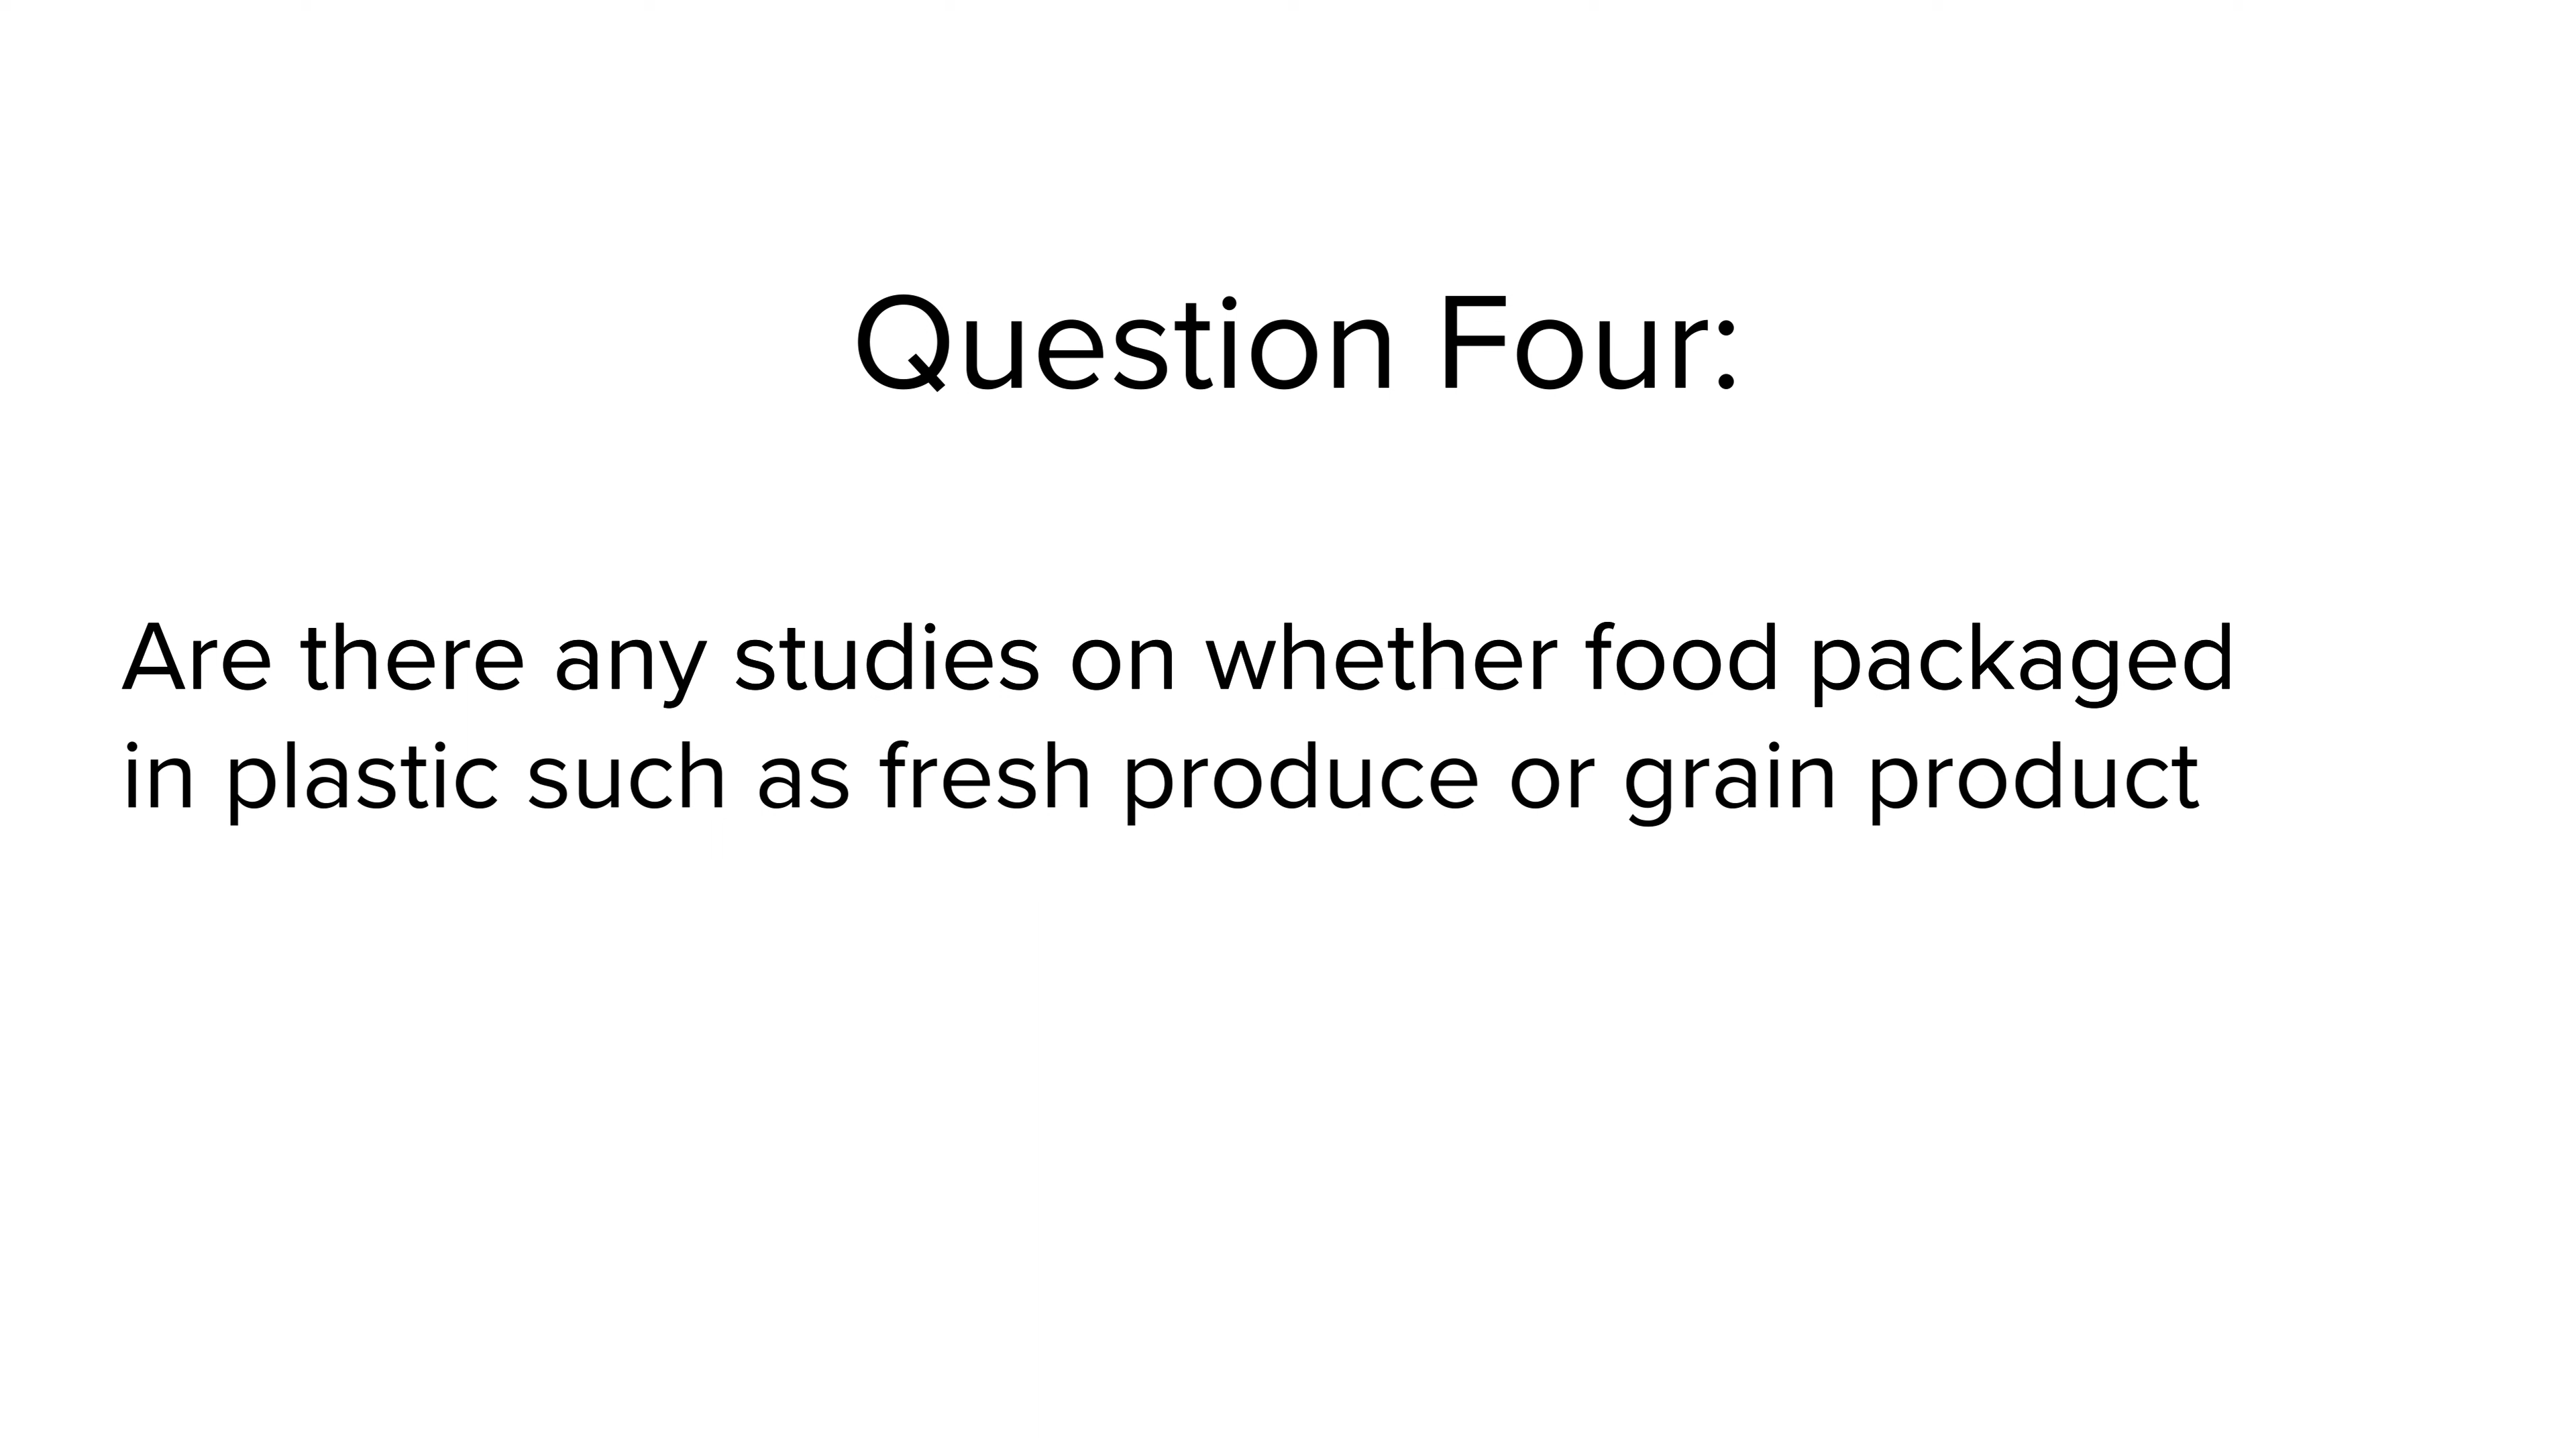 Question Four:
Are there any studies on whether food packaged
in plastic such as fresh produce or grain product